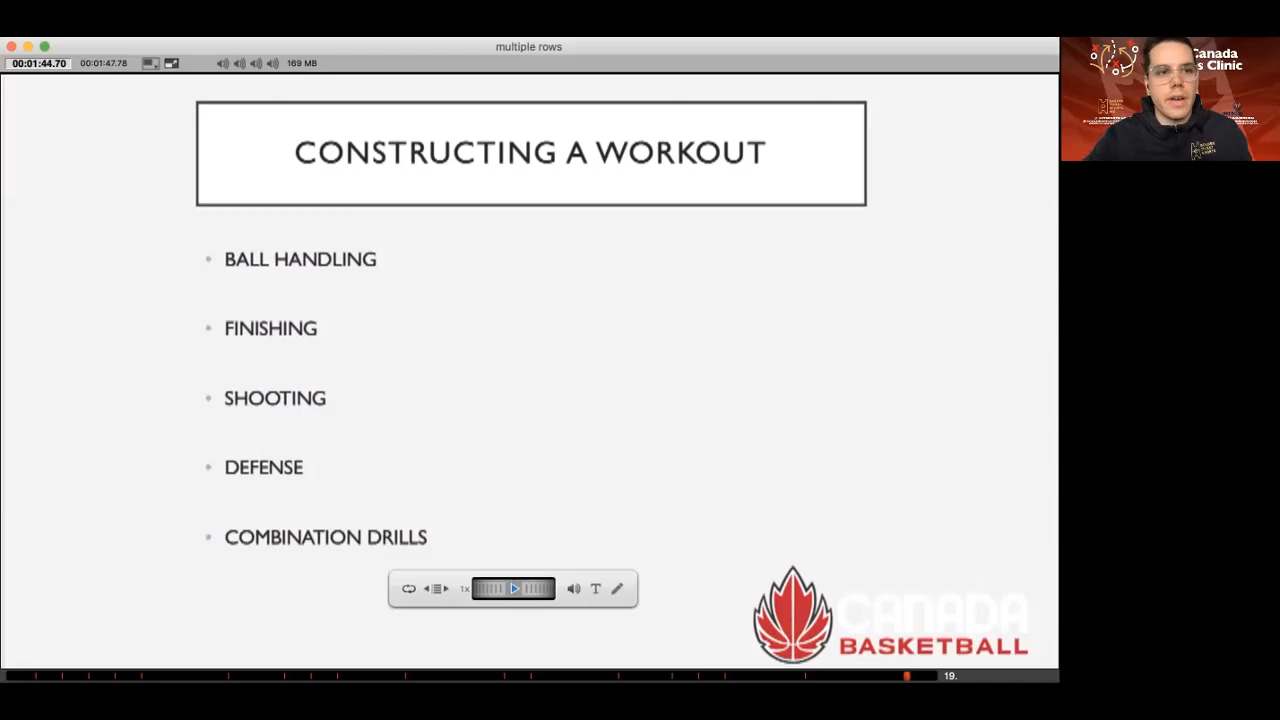 multiple rows
00:01:44.70
00:01:47.78
169 MB
Canada
s Clinic
CONSTRUCTING A WORKOUT
• BALL HANDLING
• FINISHING
• SHOOTING
• DEFENSE
• COMBINATION DRILLS
1x
T
CANADA
BASKETBALL
19.